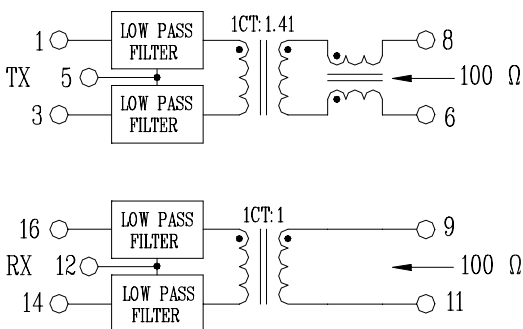 1CT:1.41
1
LOW PASS
FILTER
8
TX
5
100 Ω
3
LOW PASS
FILTER
6
1CT:1
16
LOW PASS
FILTER
9
RX
12
100 Ω
14
LOW PASS
FILTER
11